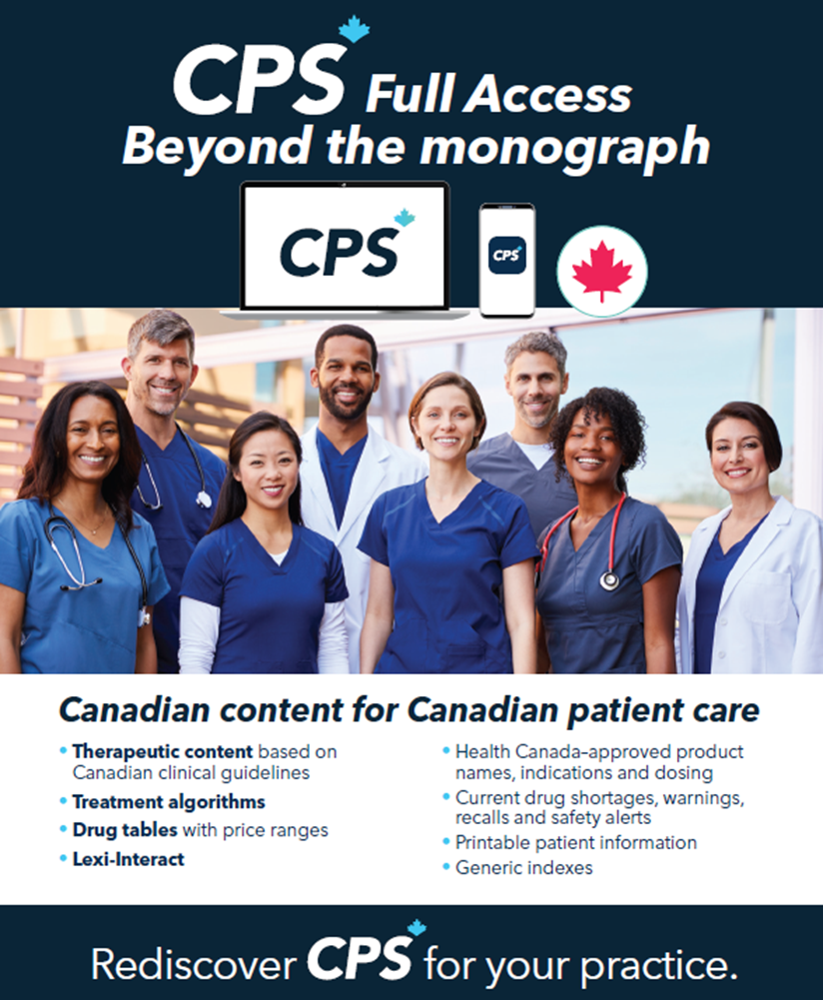 CPS Full Access
Beyond the monograph
CPS
CPS
Canadian content for Canadian patient care
• Therapeutic content based on
Canadian clinical guidelines
• Treatment algorithms
• Drug tables with price ranges
• Lexi-Interact
• Health Canada–approved product
names, indications and dosing
• Current drug shortages, warnings,
recalls and safety alerts
• Printable patient information
• Generic indexes
Rediscover CPS for your practice.